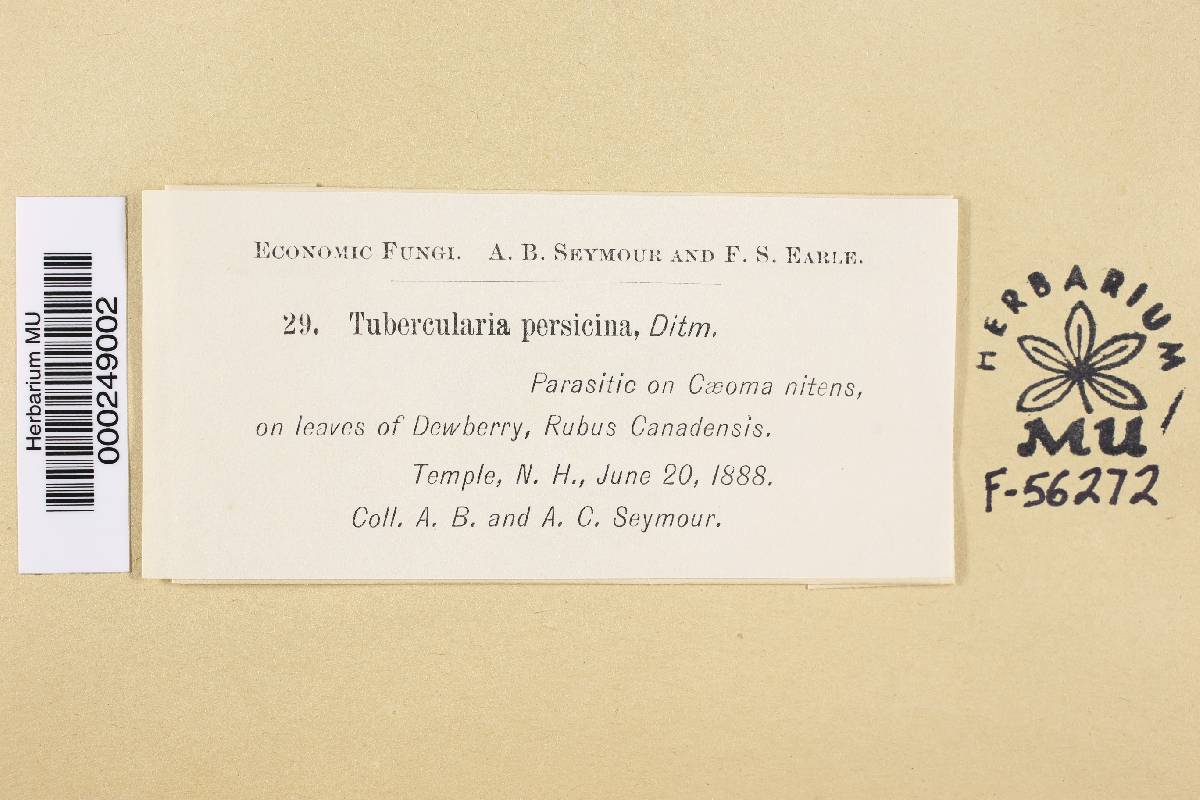 Herbarium MU
000249002
ECONOMIC FUNGI. A. B. SEYMOUR AND F. S. EARLE.
29. Tubercularia persicina, Ditm.
Parasitic on Cæoma nitens,
on leaves of Dewberry, Rubus Canadensis.
Temple, N. H., June 20, 1888.
Coll. A. B. and A. C. Seymour.
HERBARIUM
MU
F-56272